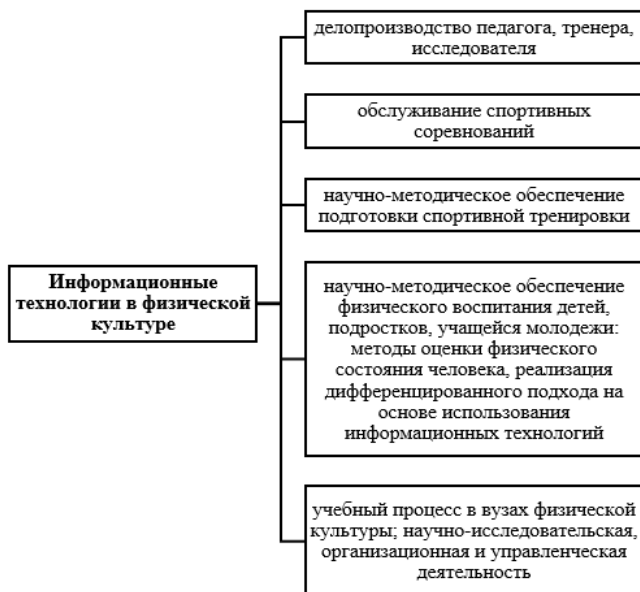 делопроизводство педагога, тренера,
исследователя
обслуживание спортивных
соревнований
научно-методическое обеспечение
подготовки спортивной тренировки
Информационные
технологии в физической
культуре
научно-методическое обеспечение
физического воспитания детей,
подростков, учащейся молодежи:
методы оценки физического
состояния человека, реализация
дифференцированного подхода на
основе использования
информационных технологий
учебный процесс в вузах физической
культуры; научно-исследовательская,
организационная и управленческая
деятельность